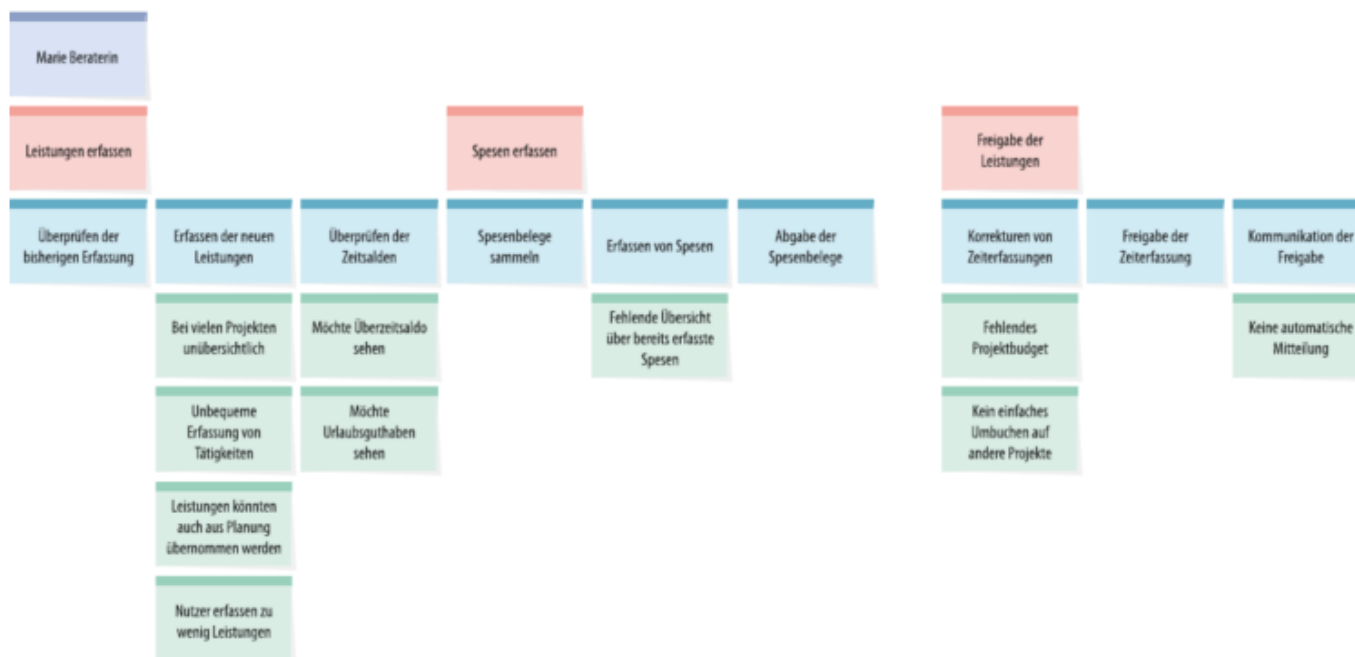 Marie Beraterin
Leistungen erfassen
Spesen erfassen
Freigabe der
Leistungen
Überprüfen der
bisherigen Erfassung
Erfassen der neuen
Leistungen
Überprüfen der
Zeitsalden
Spesenbelege
sammeln
Erfassen von Spesen
Abgabe der
Spesenbelege
Korrekturen von
Zeiterfassungen
Freigabe der
Zeiterfassung
Kommunikation der
Freigabe
Bei vielen Projekten
unübersichtlich
Möchte Überzeitsaldo
sehen
Fehlende Übersicht
über bereits erfasste
Spesen
Fehlendes
Projektbudget
Keine automatische
Mitteilung
Unbequeme
Erfassung von
Tätigkeiten
Möchte
Urlaubsguthaben
sehen
Kein einfaches
Umbuchen auf
andere Projekte
Leistungen könnten
auch aus Planung
übernommen werden
Nutzer erfassen zu
wenig Leistungen